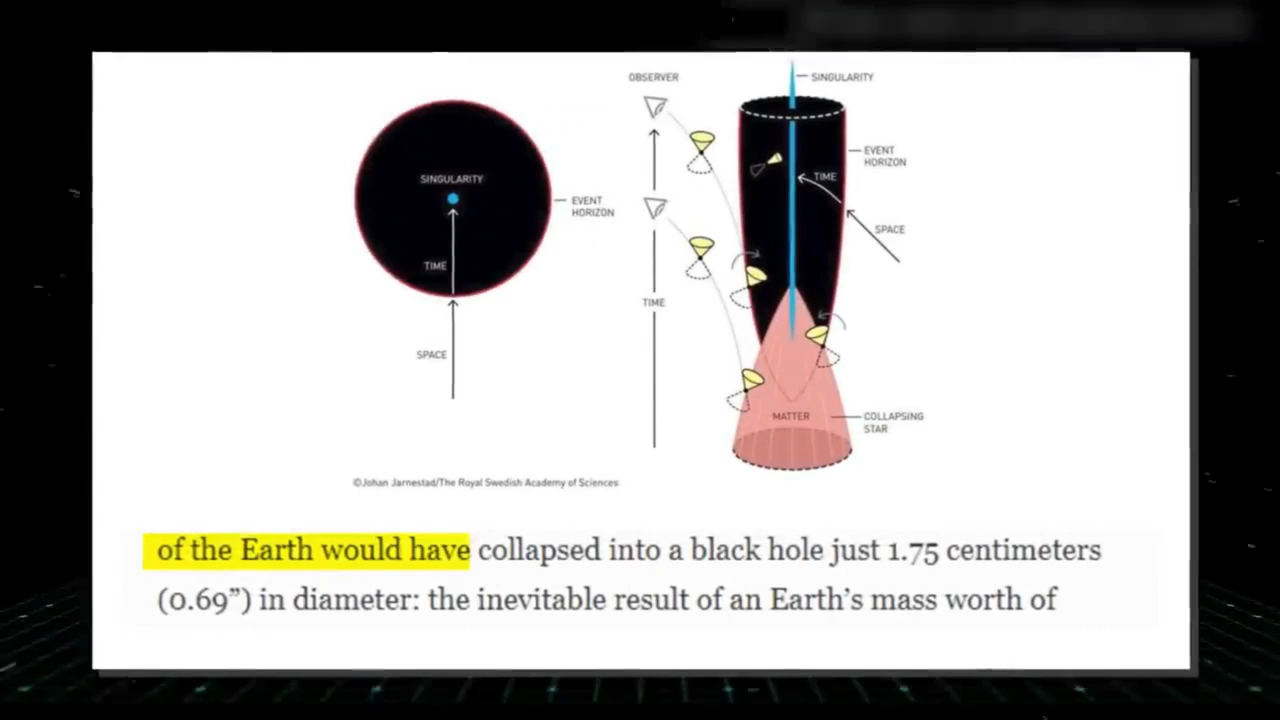 OBSERVER
SINGULARITY
SINGULARITY
EVENT
HORIZON
TIME
SPACE
EVENT
HORIZON
TIME
SPACE
TIME
MATTER
COLLAPSING
STAR
©Johan Jarnestad/The Royal Swedish Academy of Sciences
of the Earth would have collapsed into a black hole just 1.75 centimeters
(0.69”) in diameter: the inevitable result of an Earth’s mass worth of